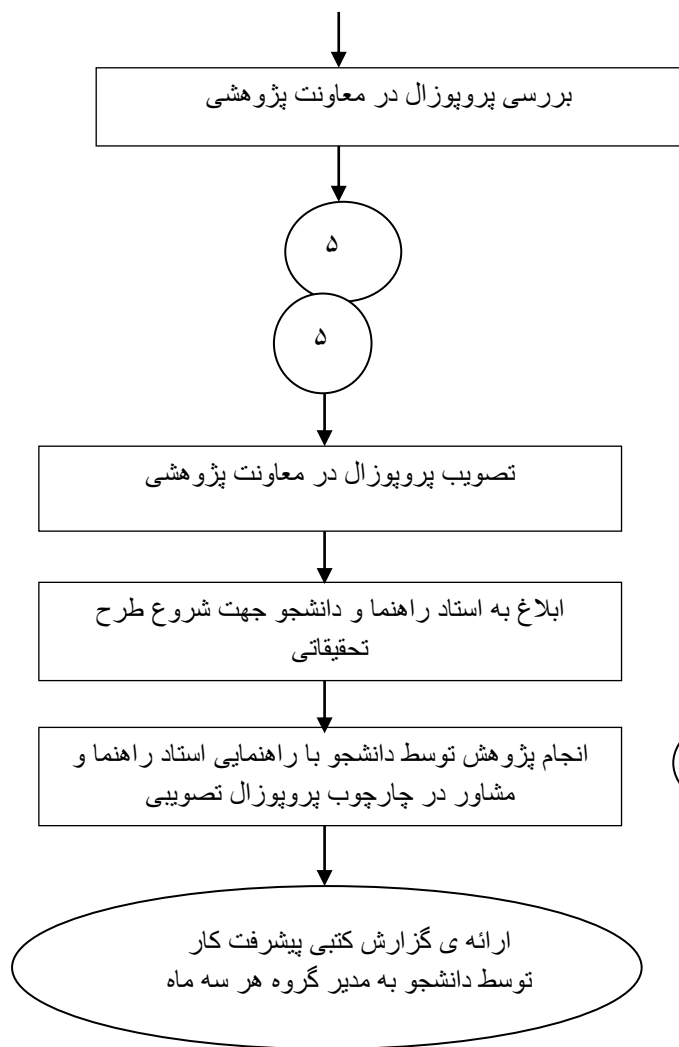 بررسی پروپوزال در معاونت پژوهشی
۵
۵
تصویب پروپوزال در معاونت پژوهشی
ابلاغ به استاد راهنما و دانشجو جهت شروع طرح
تحقیقاتی
انجام پژوهش توسط دانشجو با راهنمایی استاد راهنما و
مشاور در چارچوب پروپوزال تصویبی
ارائه ی گزارش کتبی پیشرفت کار
توسط دانشجو به مدیر گروه هر سه ماه